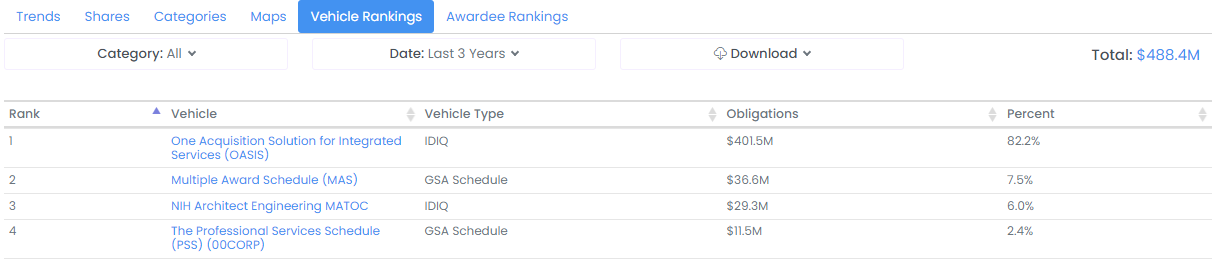 Trends Shares Categories Maps Vehicle Rankings Awardee Rankings
Category: All Date: Last 3 Years Download Total: $488.4M
Rank Vehicle Vehicle Type Obligations Percent
1 One Acquisition Solution for Integrated IDIQ $401.5M 82.2%
Services (OASIS)
2 Multiple Award Schedule (MAS) GSA Schedule $36.6M 7.5%
3 NIH Architect Engineering MATOC IDIQ $29.3M 6.0%
4 The Professional Services Schedule GSA Schedule $11.5M 2.4%
(PSS) (00CORP)